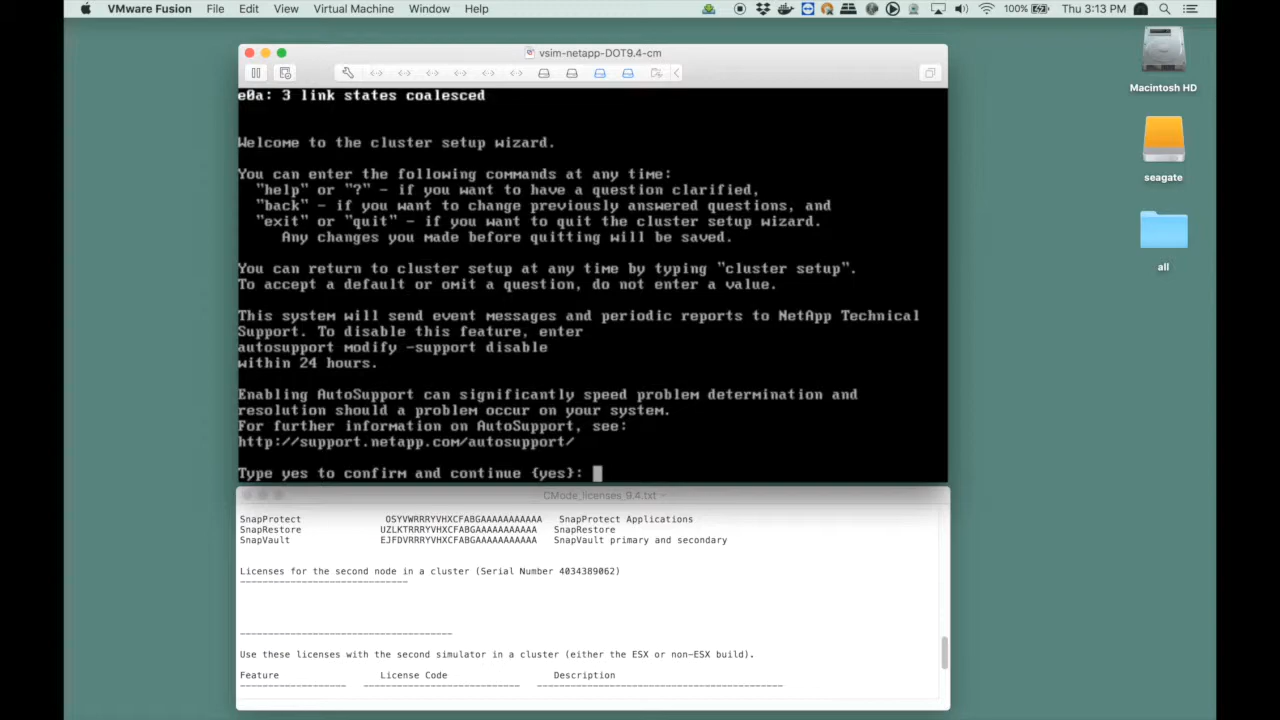 VMware Fusion File Edit View Virtual Machine Window Help 100% Thu 3:13 PM
vsim-netapp-DOT9.4-cm
Macintosh HD
seagate
all
e0a: 3 link states coalesced
Welcome to the cluster setup wizard.
You can enter the following commands at any time:
"help" or "?" - if you want to have a question clarified,
"back" - if you want to change previously answered questions, and
"exit" or "quit" - if you want to quit the cluster setup wizard.
Any changes you made before quitting will be saved.
You can return to cluster setup at any time by typing "cluster setup".
To accept a default or omit a question, do not enter a value.
This system will send event messages and periodic reports to NetApp Technical
Support. To disable this feature, enter
autosupport modify -support disable
within 24 hours.
Enabling AutoSupport can significantly speed problem determination and
resolution should a problem occur on your system.
For further information on AutoSupport, see:
http://support.netapp.com/autosupport/
Type yes to confirm and continue {yes}:
CMode_licenses_9.4.txt
SnapProtect OSYVWRRRYVHXCFABGAAAAAAAAAAA SnapProtect Applications
SnapRestore UZLKTRRRYVHXCFABGAAAAAAAAAAA SnapRestore
SnapVault EJFDVRRRYVHXCFABGAAAAAAAAAAA SnapVault primary and secondary
Licenses for the second node in a cluster (Serial Number 4034389062)
Use these licenses with the second simulator in a cluster (either the ESX or non-ESX build).
Feature License Code Description